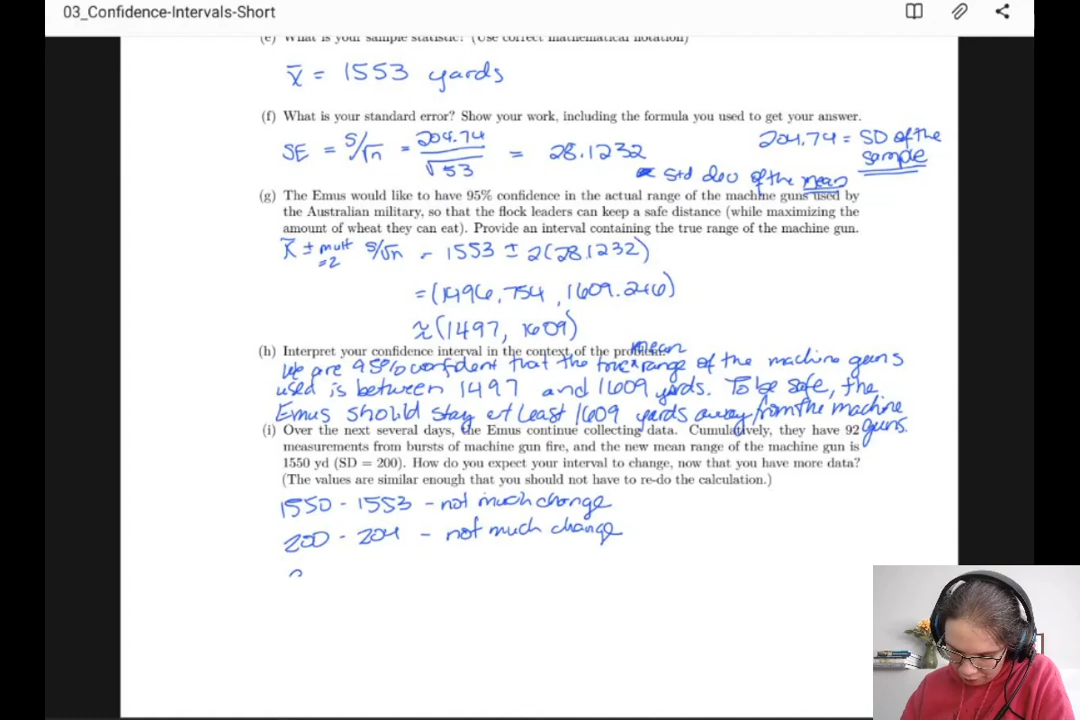 03_Confidence-Intervals-Short
(e) What is your sample statistic? (Use correct mathematical notation)
x̄ = 1553 yards
(f) What is your standard error? Show your work, including the formula you used to get your answer.
SE = s/√n = 204.74/√53 = 28.1232
204.74 = SD of the sample
Std dev of the mean
(g) The Emus would like to have 95% confidence in the actual range of the machine guns used by
the Australian military, so that the flock leaders can keep a safe distance (while maximizing the
amount of wheat they can eat). Provide an interval containing the true range of the machine gun.
x̄ ± mult s/√n = 1553 ± 2(28.1232)
=2
= (1496.754, 1609.246)
≈ (1497, 1609)
(h) Interpret your confidence interval in the context of the problem.
mean
We are 95% confident that the true range of the machine guns
used is between 1497 and 1609 yards. To be safe, the
Emus should stay at least 1609 yards away from the machine
guns.
(i) Over the next several days, the Emus continue collecting data. Cumulatively, they have 92
measurements from bursts of machine gun fire, and the new mean range of the machine gun is
1550 yd (SD = 200). How do you expect your interval to change, now that you have more data?
(The values are similar enough that you should not have to re-do the calculation.)
1550 - 1553 - not much change
200 - 204 - not much change